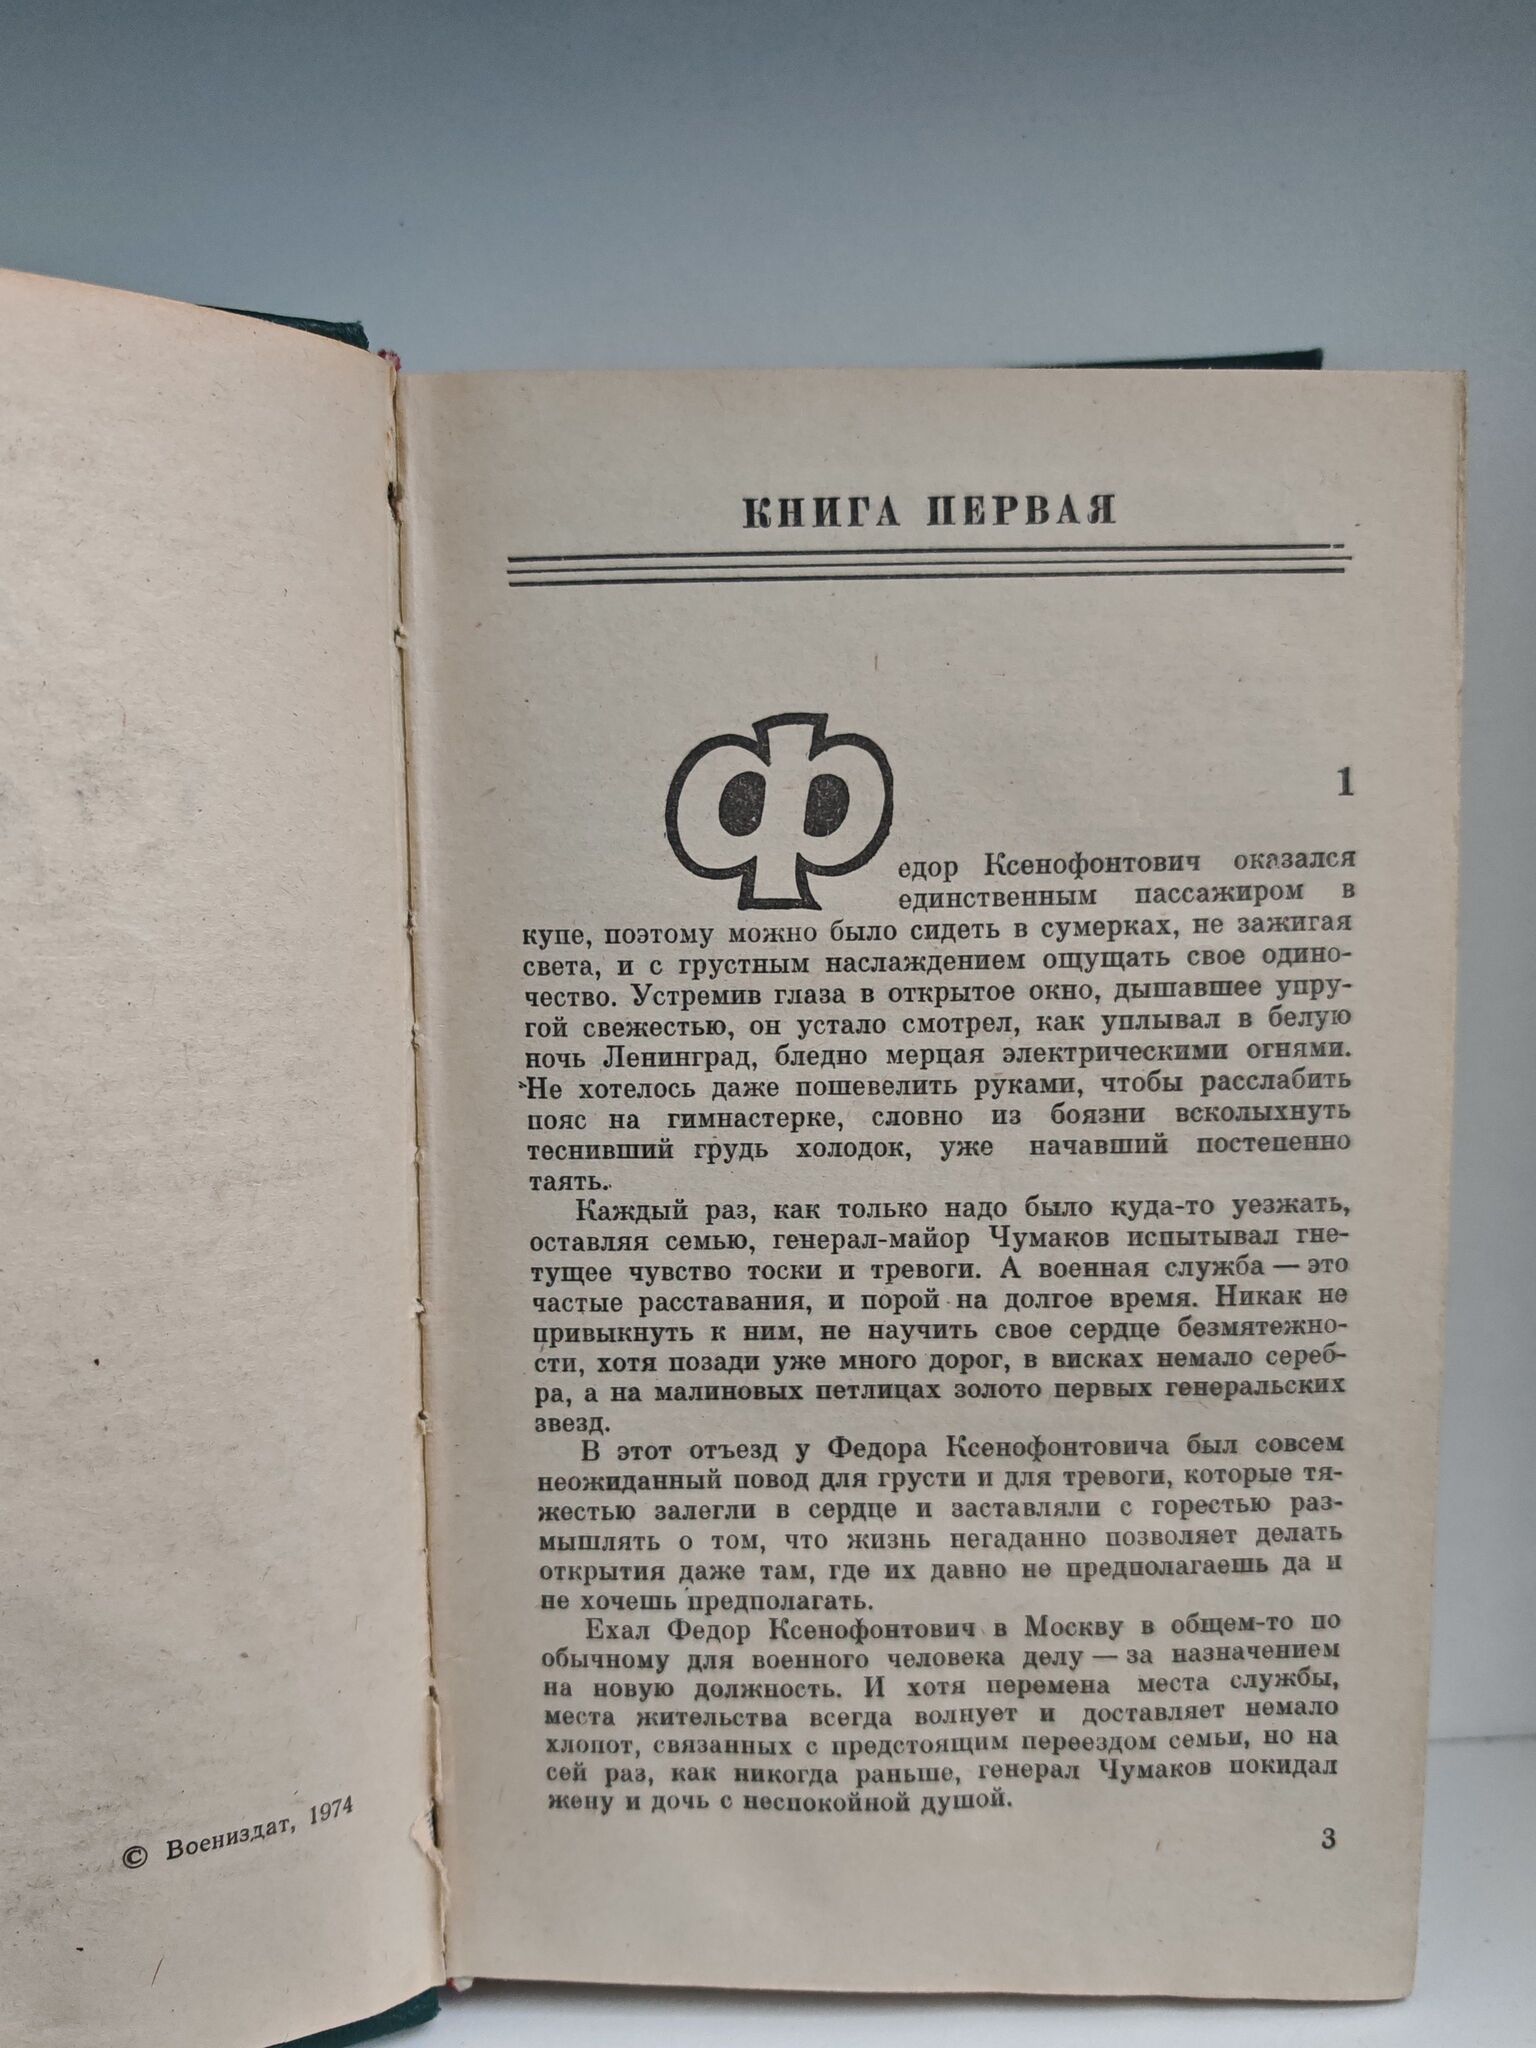 © Воениздат, 1974
КНИГА ПЕРВАЯ
1
Федор Ксенофонтович оказался
единственным пассажиром в
купе, поэтому можно было сидеть в сумерках, не зажигая
света, и с грустным наслаждением ощущать свое одино-
чество. Устремив глаза в открытое окно, дышавшее упру-
гой свежестью, он устало смотрел, как уплывал в белую
ночь Ленинград, бледно мерцая электрическими огнями.
Не хотелось даже пошевелить руками, чтобы расслабить
пояс на гимнастерке, словно из боязни всколыхнуть
теснивший грудь холодок, уже начавший постепенно
таять.
Каждый раз, как только надо было куда-то уезжать,
оставляя семью, генерал-майор Чумаков испытывал гне-
тущее чувство тоски и тревоги. А военная служба — это
частые расставания, и порой на долгое время. Никак не
привыкнуть к ним, не научить свое сердце безмятежно-
сти, хотя позади уже много дорог, в висках немало сереб-
ра, а на малиновых петлицах золото первых генеральских
звезд.
В этот отъезд у Федора Ксенофонтовича был совсем
неожиданный повод для грусти и для тревоги, которые тя-
жестью залегли в сердце и заставляли с горестью раз-
мышлять о том, что жизнь негаданно позволяет делать
открытия даже там, где их давно не предполагаешь да и
не хочешь предполагать.
Ехал Федор Ксенофонтович в Москву в общем-то по
обычному для военного человека делу — за назначением
на новую должность. И хотя перемена места службы,
места жительства всегда волнует и доставляет немало
хлопот, связанных с предстоящим переездом семьи, но на
сей раз, как никогда раньше, генерал Чумаков покидал
жену и дочь с неспокойной душой.
3